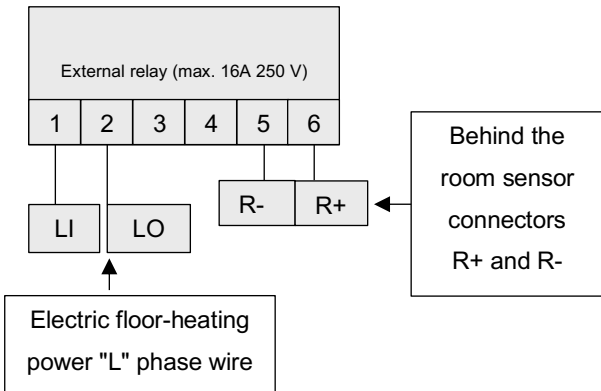 External relay (max. 16A 250 V)
1 2 3 4 5 6
LI LO R- R+
Behind the
room sensor
connectors
R+ and R-
Electric floor-heating
power "L" phase wire